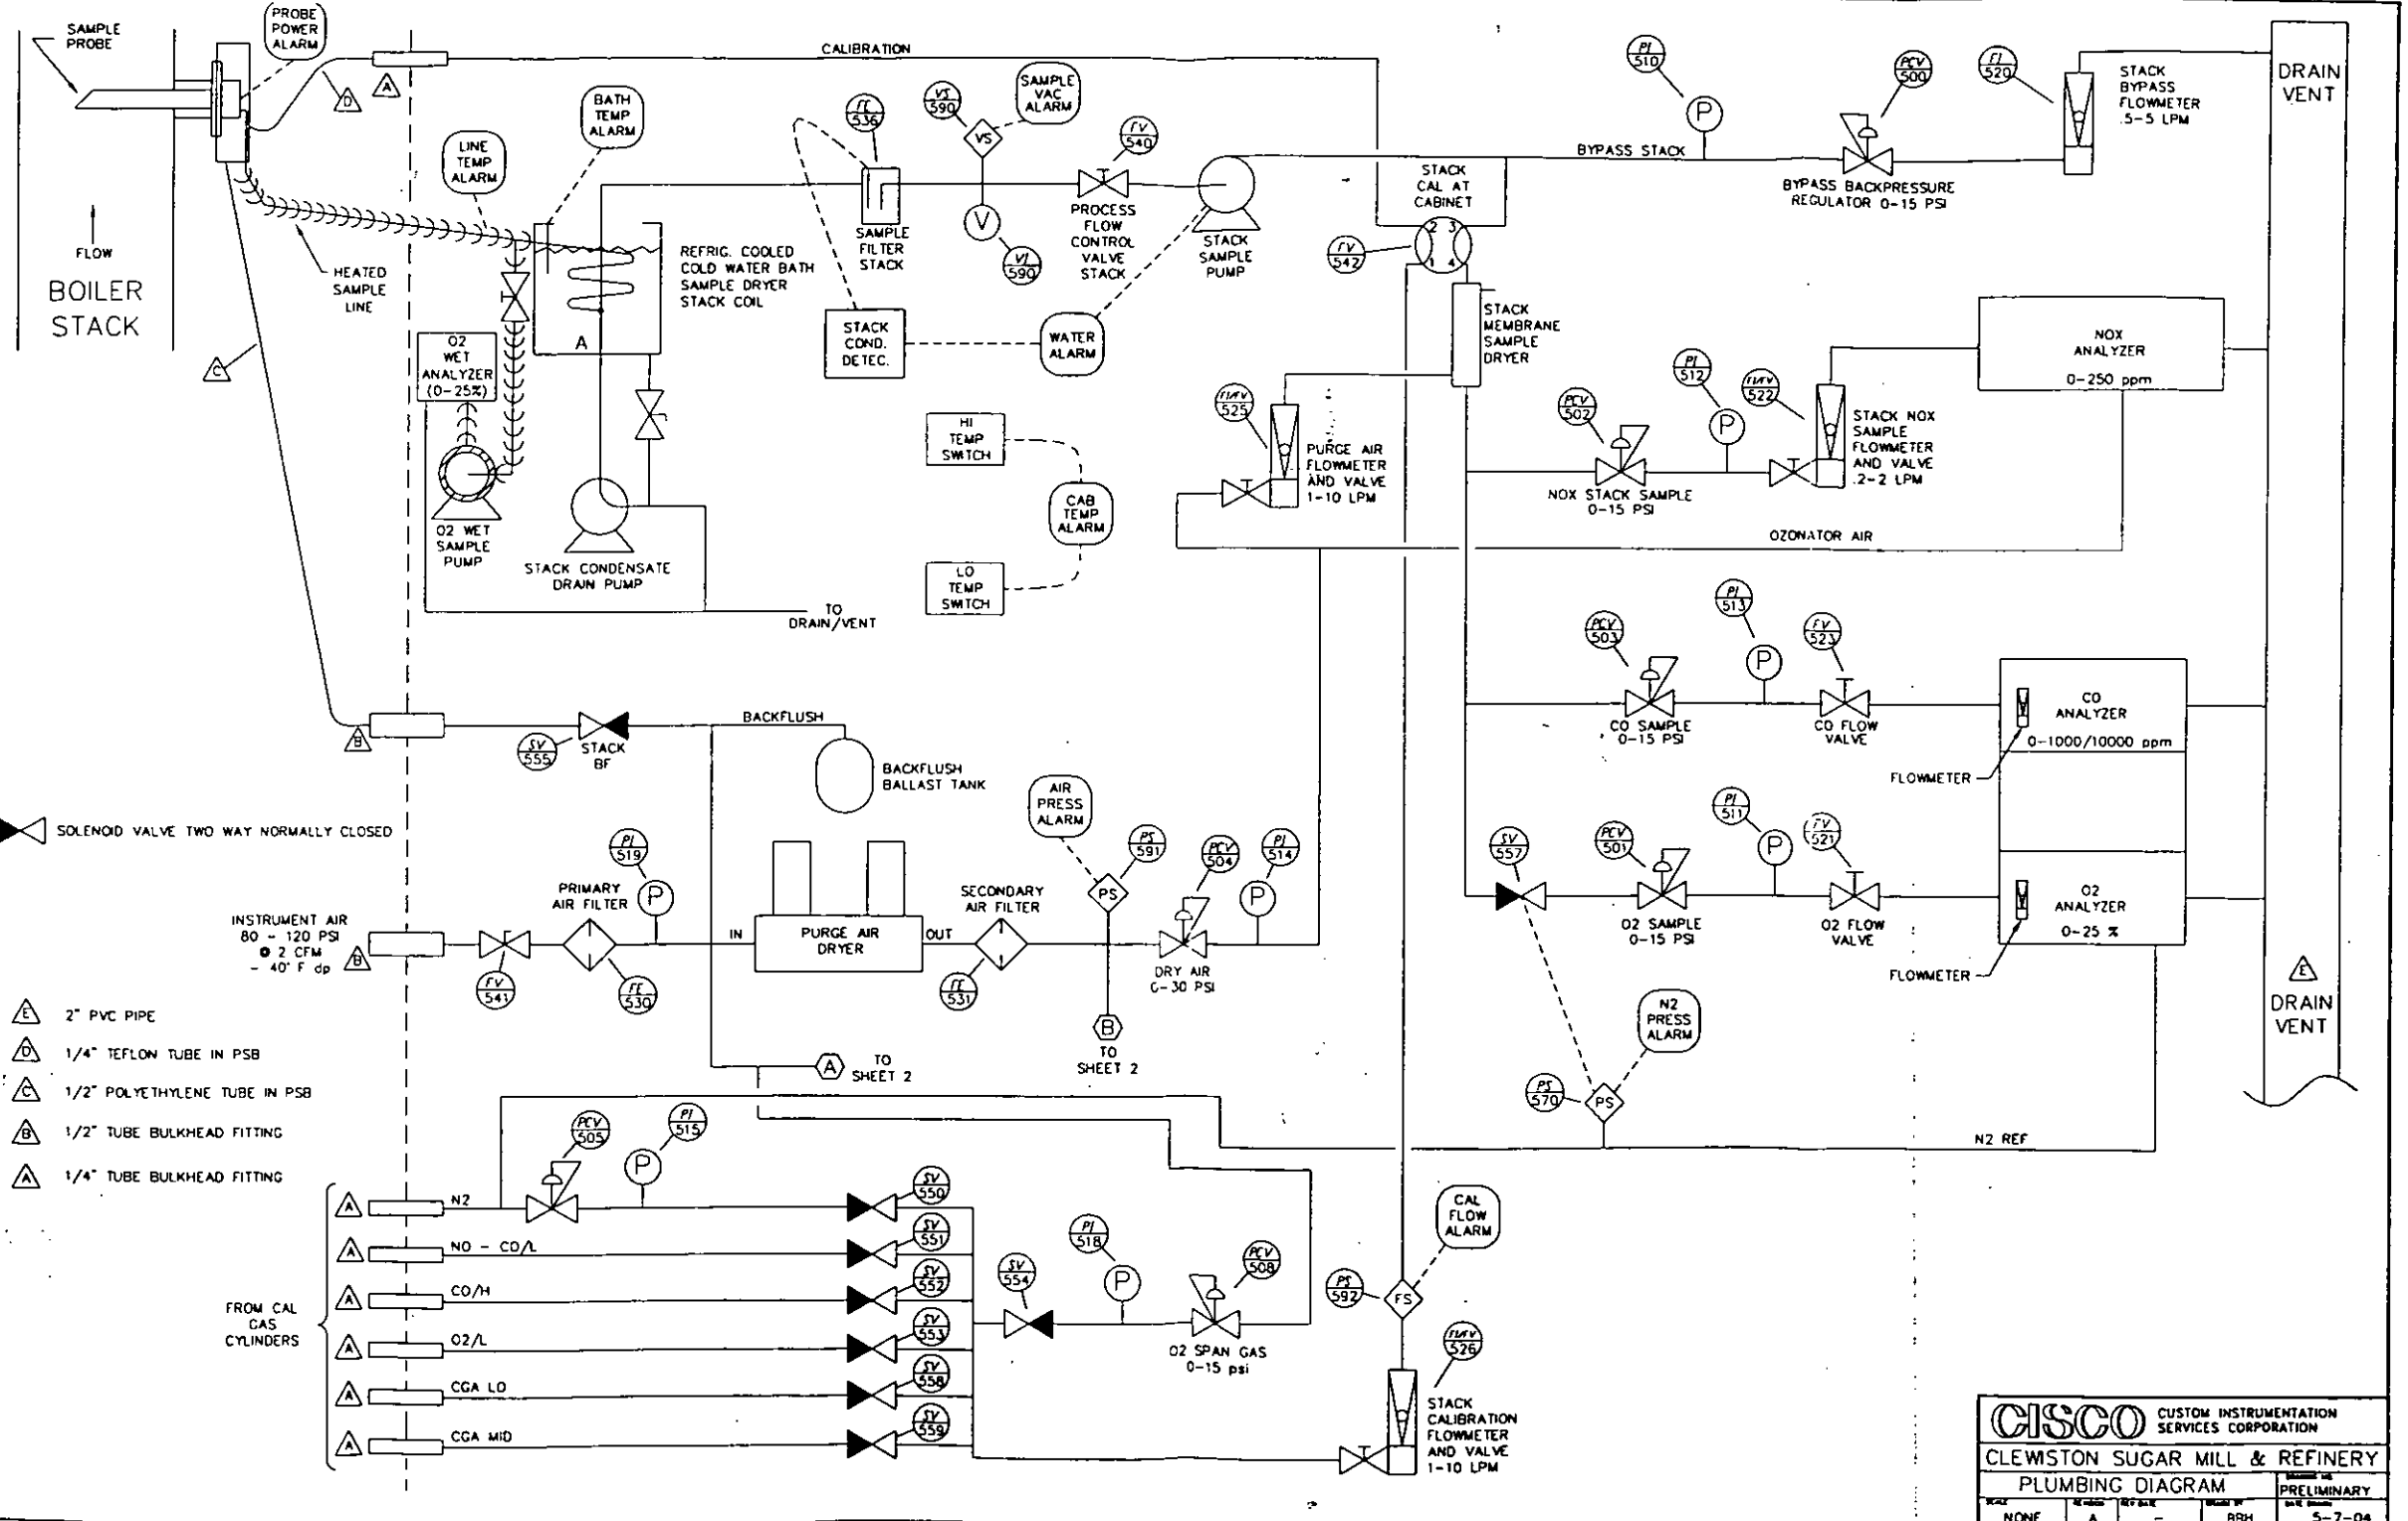 SAMPLE
PROBE
PROBE
POWER
ALARM
D
A
CALIBRATION
FLOW
BOILER
STACK
HEATED
SAMPLE
LINE
C
LINE
TEMP
ALARM
BATH
TEMP
ALARM
REFRIG. COOLED
COLD WATER BATH
SAMPLE DRYER
STACK COIL
A
O2
WET
ANALYZER
(0-25%)
O2 WET
SAMPLE
PUMP
STACK CONDENSATE
DRAIN PUMP
TO
DRAIN/VENT
FE
536
SAMPLE
FILTER
STACK
VS
590
VS
SAMPLE
VAC
ALARM
V
VI
590
FV
540
PROCESS
FLOW
CONTROL
VALVE
STACK
STACK
SAMPLE
PUMP
STACK
COND.
DETEC.
WATER
ALARM
HI
TEMP
SWITCH
CAB
TEMP
ALARM
LO
TEMP
SWITCH
STACK
CAL AT
CABINET
FV
542
2 3
1 4
BYPASS STACK
PI
510
P
PCV
500
BYPASS BACKPRESSURE
REGULATOR 0-15 PSI
FI
520
STACK
BYPASS
FLOWMETER
.5-5 LPM
DRAIN
VENT
STACK
MEMBRANE
SAMPLE
DRYER
FI/FV
525
PURGE AIR
FLOWMETER
AND VALVE
1-10 LPM
PCV
502
NOX STACK SAMPLE
0-15 PSI
PI
512
P
FI/FV
522
STACK NOX
SAMPLE
FLOWMETER
AND VALVE
.2-2 LPM
NOX
ANALYZER
0-250 ppm
OZONATOR AIR
PCV
503
CO SAMPLE
0-15 PSI
PI
513
P
FV
523
CO FLOW
VALVE
CO
ANALYZER
0-1000/10000 ppm
FLOWMETER
SV
557
PCV
501
O2 SAMPLE
0-15 PSI
PI
511
P
FV
521
O2 FLOW
VALVE
O2
ANALYZER
0-25 %
FLOWMETER
E
DRAIN
VENT
B
SV
555
STACK
BF
BACKFLUSH
BACKFLUSH
BALLAST TANK
SOLENOID VALVE TWO WAY NORMALLY CLOSED
INSTRUMENT AIR
80 - 120 PSI
@ 2 CFM
- 40° F dp
B
FV
541
PRIMARY
AIR FILTER
FE
530
PI
519
P
IN
PURGE AIR
DRYER
OUT
SECONDARY
AIR FILTER
FE
531
AIR
PRESS
ALARM
PS
591
PS
PCV
504
DRY AIR
0-30 PSI
PI
514
P
B
TO
SHEET 2
A
TO
SHEET 2
N2
PRESS
ALARM
PS
570
PS
N2 REF
E 2" PVC PIPE
D 1/4" TEFLON TUBE IN PSB
C 1/2" POLYETHYLENE TUBE IN PSB
B 1/2" TUBE BULKHEAD FITTING
A 1/4" TUBE BULKHEAD FITTING
FROM CAL
GAS
CYLINDERS
A N2
PCV
505
PI
515
P
SV
550
A NO - CO/L
SV
551
A CO/H
SV
552
A O2/L
SV
553
A CGA LO
SV
558
A CGA MID
SV
559
SV
554
PI
518
P
PCV
508
O2 SPAN GAS
0-15 psi
PS
592
FS
CAL
FLOW
ALARM
FI/FV
526
STACK
CALIBRATION
FLOWMETER
AND VALVE
1-10 LPM
CISCO CUSTOM INSTRUMENTATION
SERVICES CORPORATION
CLEWISTON SUGAR MILL & REFINERY
PLUMBING DIAGRAM
PRELIMINARY
SCALE
NONE
A
REV DATE
-
BRH
5-7-04